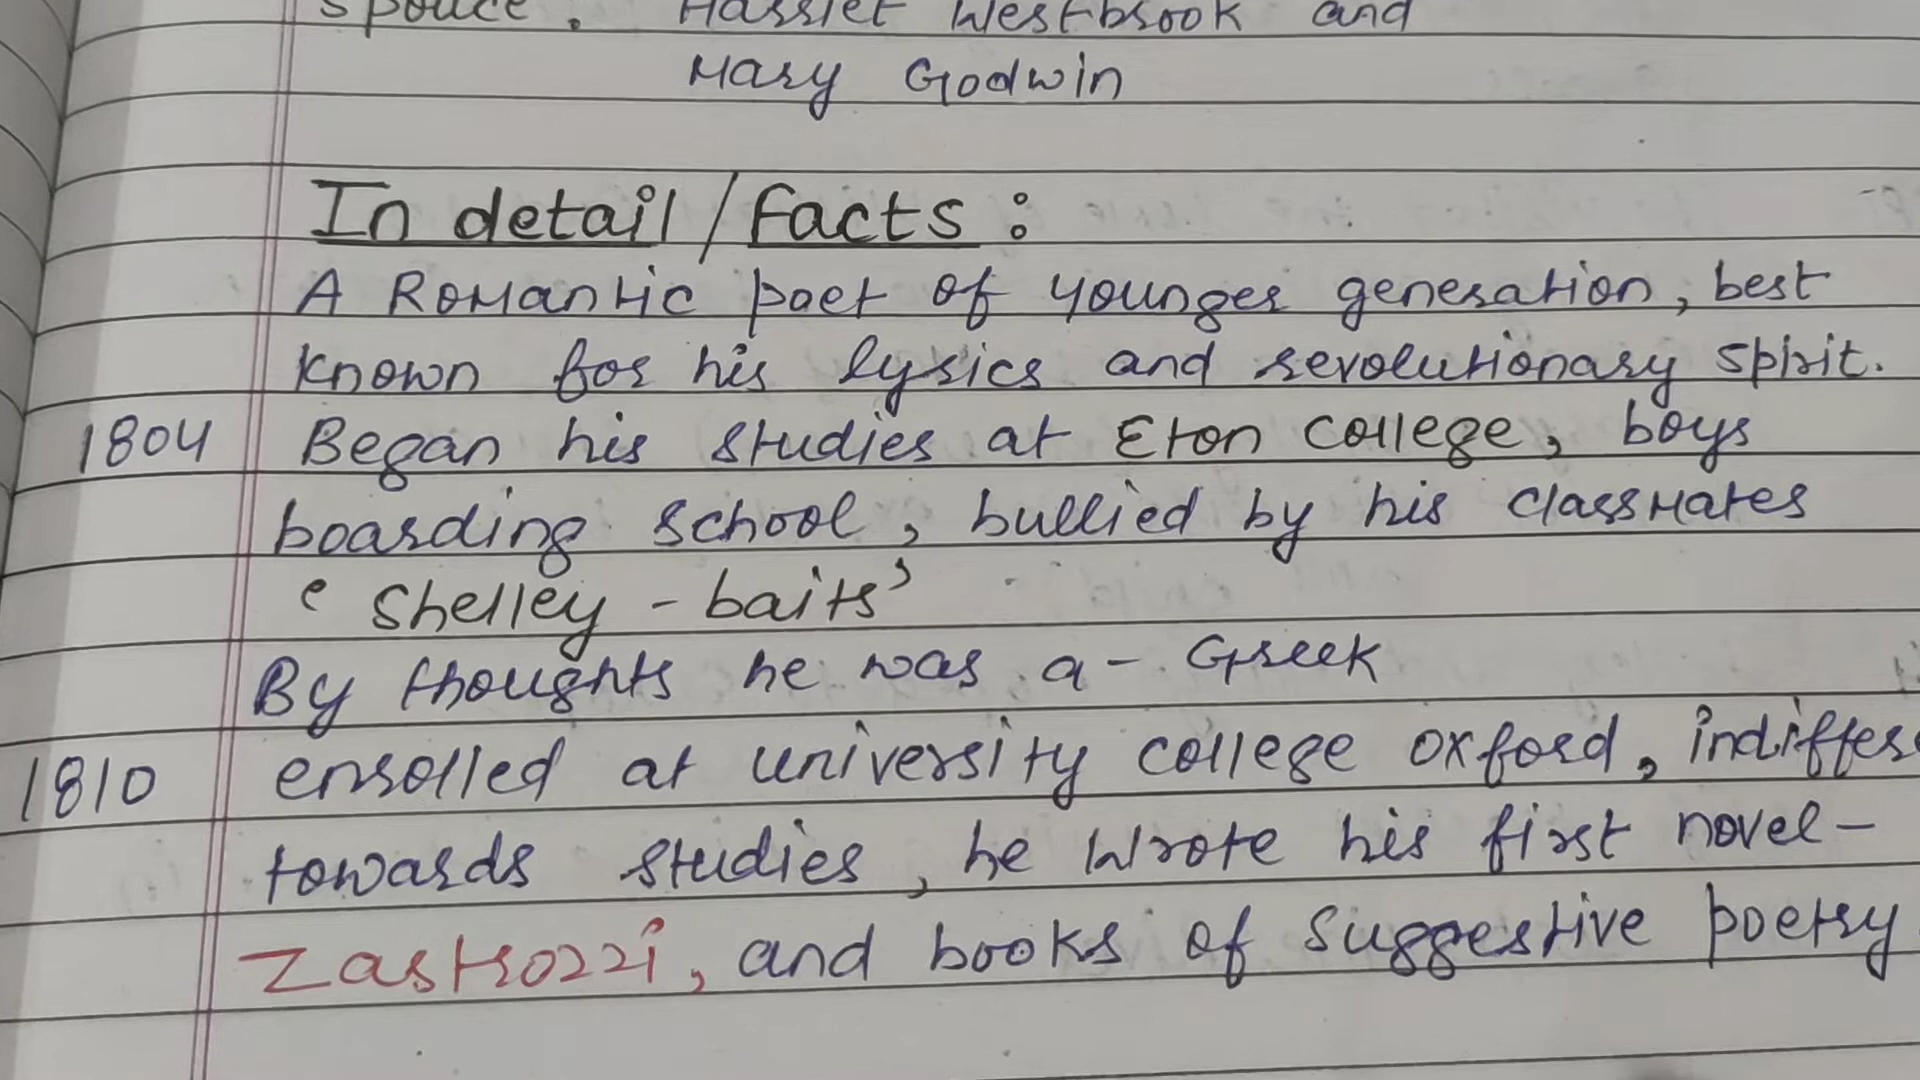 Spouce. Harriet Westbrook and
Mary Godwin
In detail/facts:
A Romantic poet of younger generation, best
known for his lyrics and revolutionary spirit.
1804 Began his studies at Eton College, boys
boarding school, bullied by his classmates
'Shelley-baits'
By thoughts he was a - Greek
1810 enrolled at university college oxford, indiffer
towards studies, he wrote his first novel-
Zastrozzi, and books of suggestive poetry